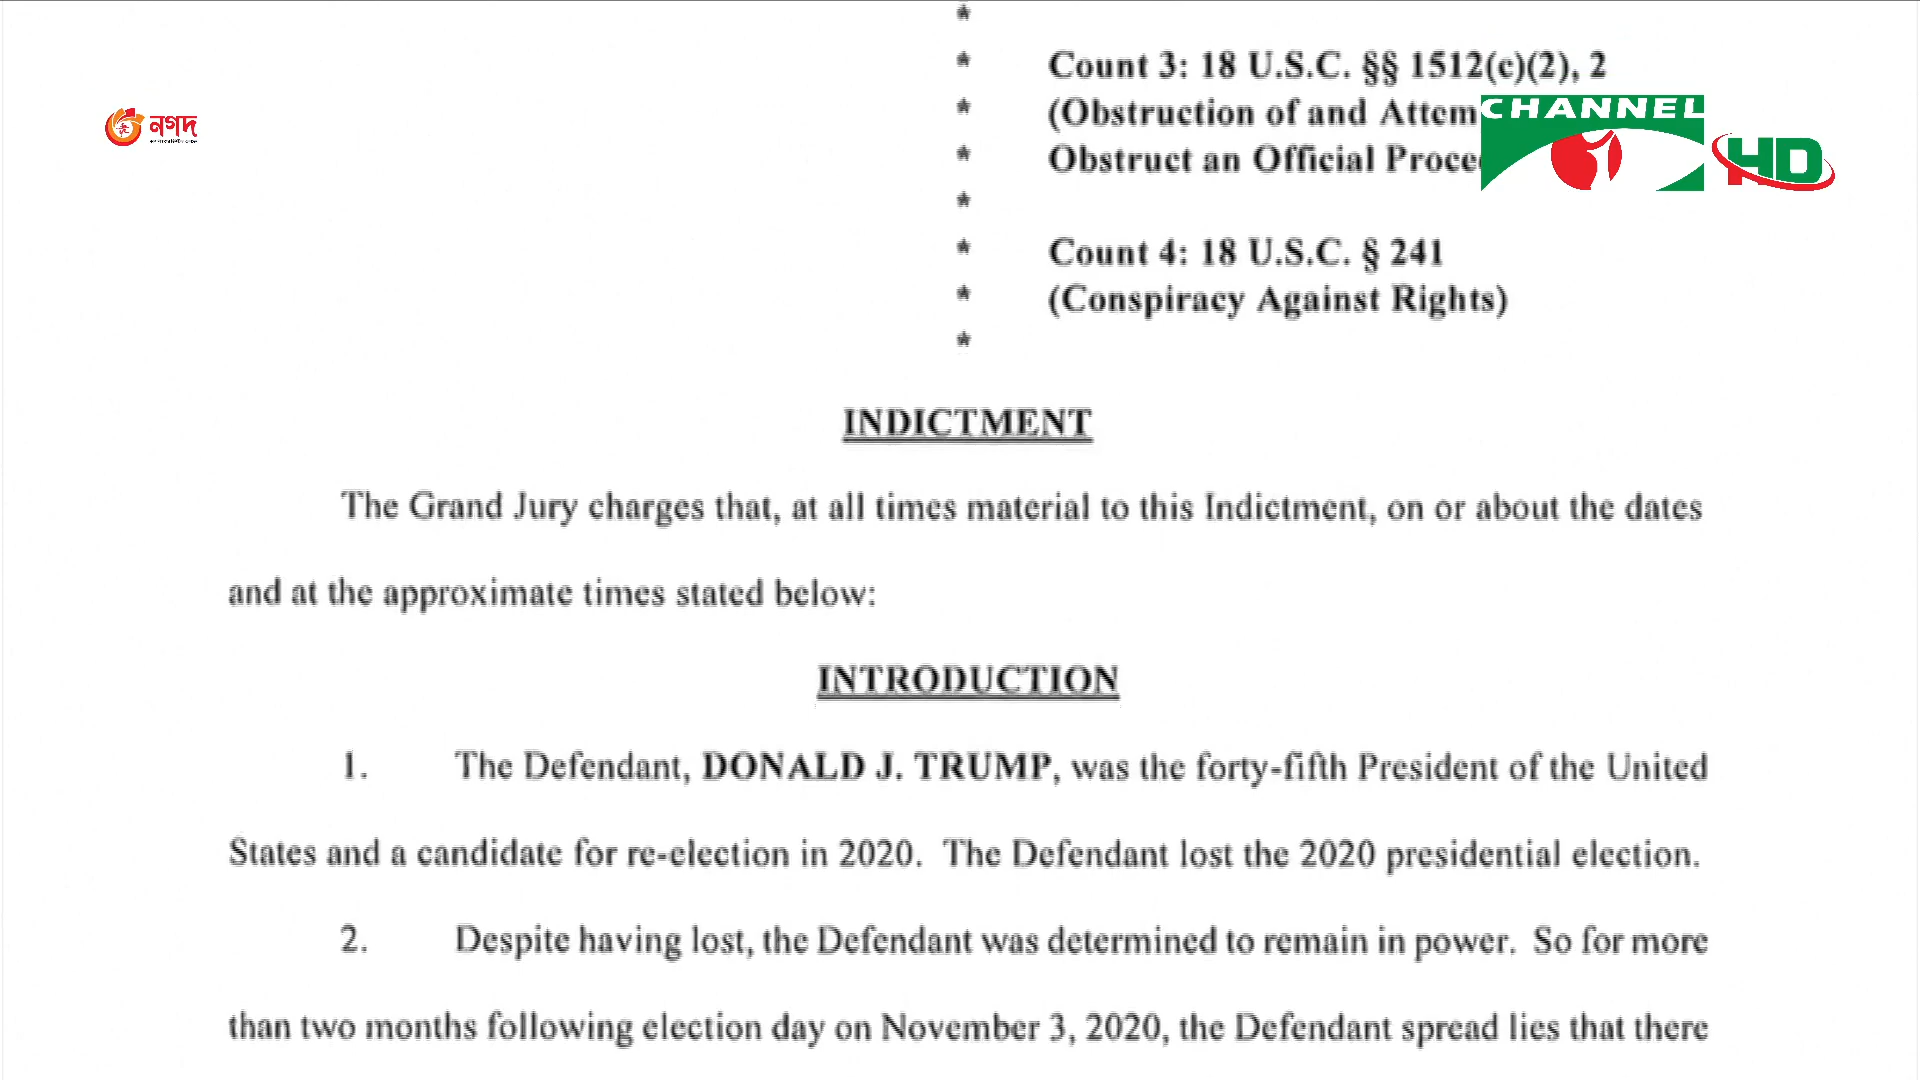 *
* Count 3: 18 U.S.C. §§ 1512(c)(2), 2
* (Obstruction of and Attem
* Obstruct an Official Proce
*
* Count 4: 18 U.S.C. § 241
* (Conspiracy Against Rights)
*
নগদ
CHANNEL i HD
INDICTMENT
The Grand Jury charges that, at all times material to this Indictment, on or about the dates
and at the approximate times stated below:
INTRODUCTION
1. The Defendant, DONALD J. TRUMP, was the forty-fifth President of the United
States and a candidate for re-election in 2020. The Defendant lost the 2020 presidential election.
2. Despite having lost, the Defendant was determined to remain in power. So for more
than two months following election day on November 3, 2020, the Defendant spread lies that there